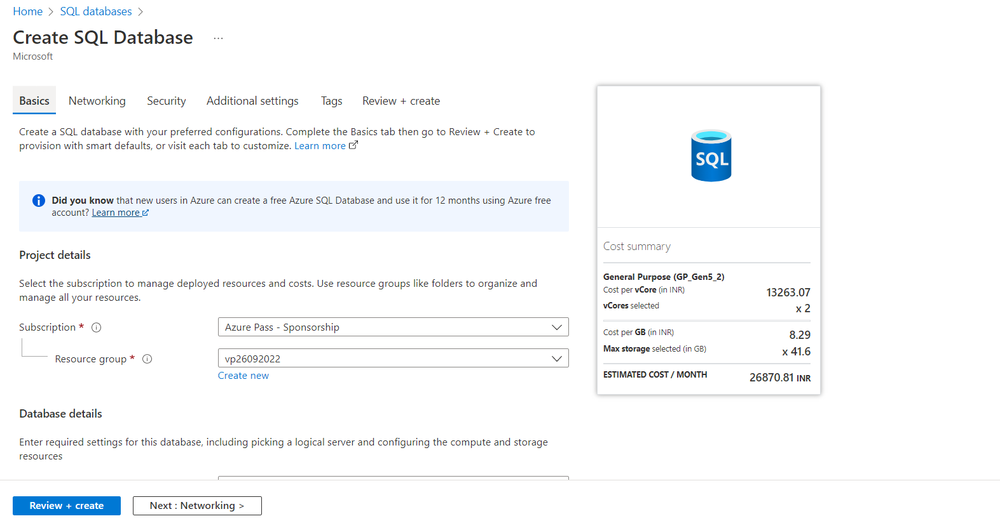 Home > SQL databases >
Create SQL Database ...
Microsoft
Basics Networking Security Additional settings Tags Review + create
Create a SQL database with your preferred configurations. Complete the Basics tab then go to Review + Create to
provision with smart defaults, or visit each tab to customize. Learn more
Did you know that new users in Azure can create a free Azure SQL Database and use it for 12 months using Azure free
account? Learn more
Project details
Select the subscription to manage deployed resources and costs. Use resource groups like folders to organize and
manage all your resources.
Subscription * Azure Pass - Sponsorship
Resource group * vp26092022
Create new
Database details
Enter required settings for this database, including picking a logical server and configuring the compute and storage
resources
Review + create Next : Networking >
SQL
Cost summary
General Purpose (GP_Gen5_2)
Cost per vCore (in INR) 13263.07
vCores selected x 2
Cost per GB (in INR) 8.29
Max storage selected (in GB) x 41.6
ESTIMATED COST / MONTH 26870.81 INR